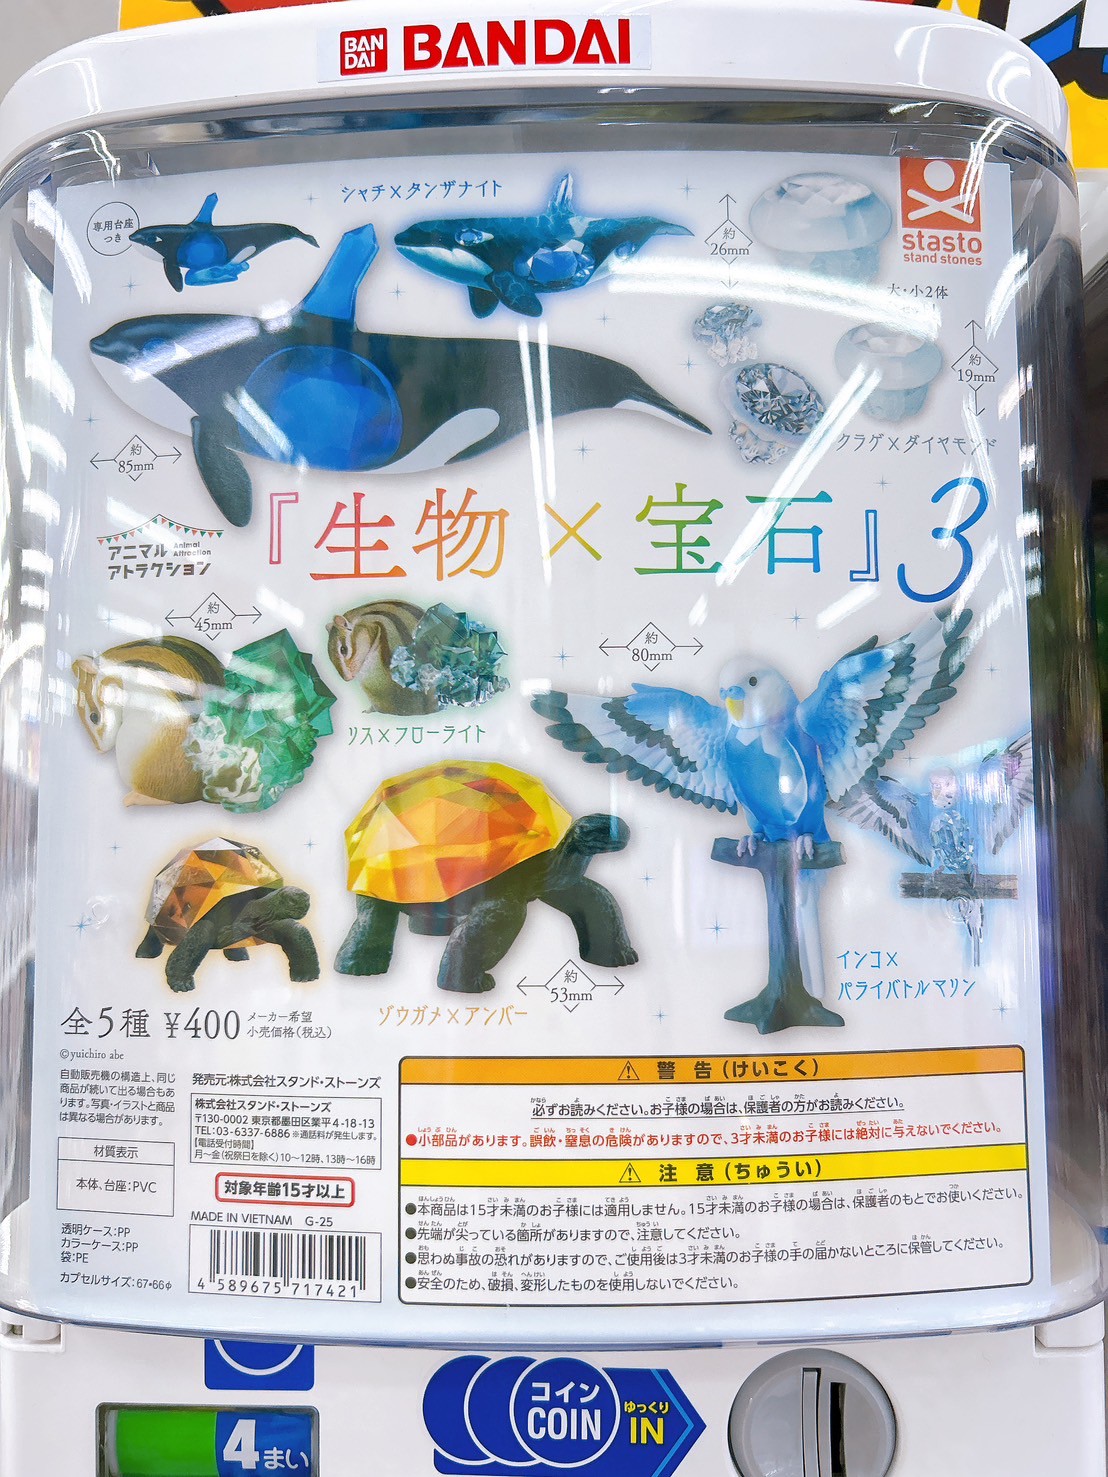 BAN
DAI
BANDAI
シャチ×タンザナイト
専用台座
つき
約
26mm
stasto
stand stones
大・小2体
約
19mm
クラゲ×ダイヤモンド
約
85mm
アニマル Animal
Attraction
アトラクション
『生物×宝石』3
約
45mm
リス×フローライト
約
80mm
インコ×
パライバトルマリン
約
53mm
ゾウガメ×アンバー
全5種 ¥400 メーカー希望
小売価格(税込)
©yuichiro abe
自動販売機の構造上、同じ
商品が続いて出る場合もあ
ります。写真・イラストと商品
は異なる場合があります。
材質表示
本体、台座:PVC
透明ケース:PP
カラーケース:PP
袋:PE
カプセルサイズ:67・66φ
発売元:株式会社スタンド・ストーンズ
株式会社スタンド・ストーンズ
〒130-0002 東京都墨田区業平4-18-13
TEL:03-6337-6886 ※通話料が発生します。
【電話受付時間】
月〜金(祝祭日を除く)10〜12時、13時〜16時
対象年齢15才以上
MADE IN VIETNAM G-25
4 589675 717421
⚠ 警告(けいこく)
必ずお読みください。お子様の場合は、保護者の方がお読みください。
●小部品があります。誤飲・窒息の危険がありますので、3才未満のお子様には絶対に与えないでください。
⚠ 注意(ちゅうい)
●本商品は15才未満のお子様には適用しません。15才未満のお子様の場合は、保護者のもとでお使いください。
●先端が尖っている箇所がありますので、注意してください。
●思わぬ事故の恐れがありますので、ご使用後は3才未満のお子様の手の届かないところに保管してください。
●安全のため、破損、変形したものを使用しないでください。
4まい
コイン
COIN
ゆっくり
IN